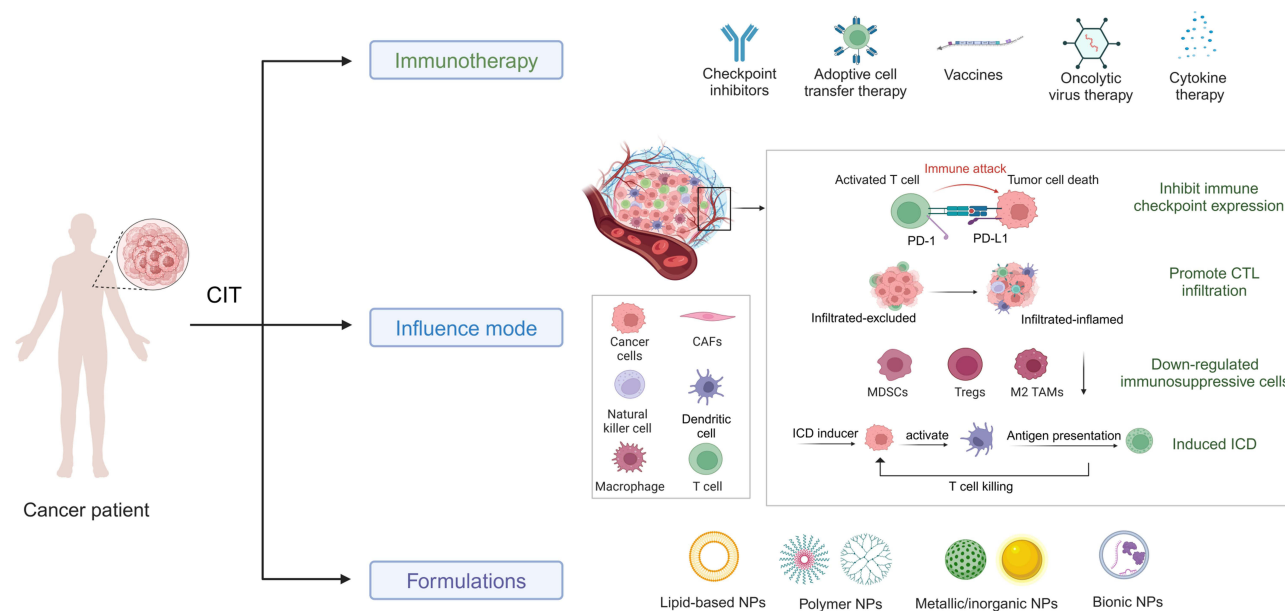 Immunotherapy
Checkpoint
inhibitors
Adoptive cell
transfer therapy
Vaccines
Oncolytic
virus therapy
Cytokine
therapy
CIT
Cancer patient
Influence mode
Cancer
cells
CAFs
Natural
killer cell
Dendritic
cell
Macrophage
T cell
Immune attack
Activated T cell
Tumor cell death
PD-1
PD-L1
Inhibit immune
checkpoint expression
Infiltrated-excluded
Infiltrated-inflamed
Promote CTL
infiltration
MDSCs
Tregs
M2 TAMs
Down-regulated
immunosuppressive cells
ICD inducer
activate
Antigen presentation
T cell killing
Induced ICD
Formulations
Lipid-based NPs
Polymer NPs
Metallic/inorganic NPs
Bionic NPs